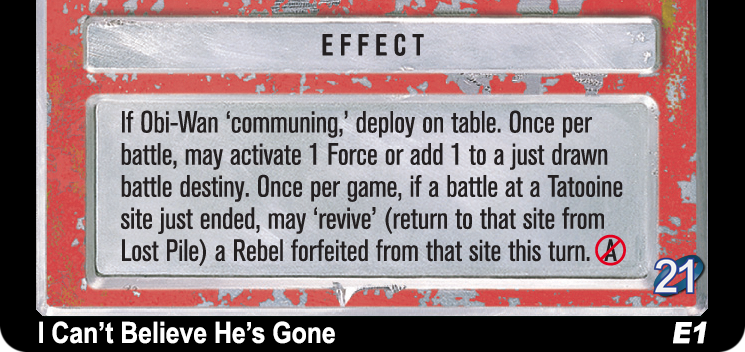 EFFECT
If Obi-Wan ‘communing,’ deploy on table. Once per
battle, may activate 1 Force or add 1 to a just drawn
battle destiny. Once per game, if a battle at a Tatooine
site just ended, may ‘revive’ (return to that site from
Lost Pile) a Rebel forfeited from that site this turn. A
21
I Can’t Believe He’s Gone E1